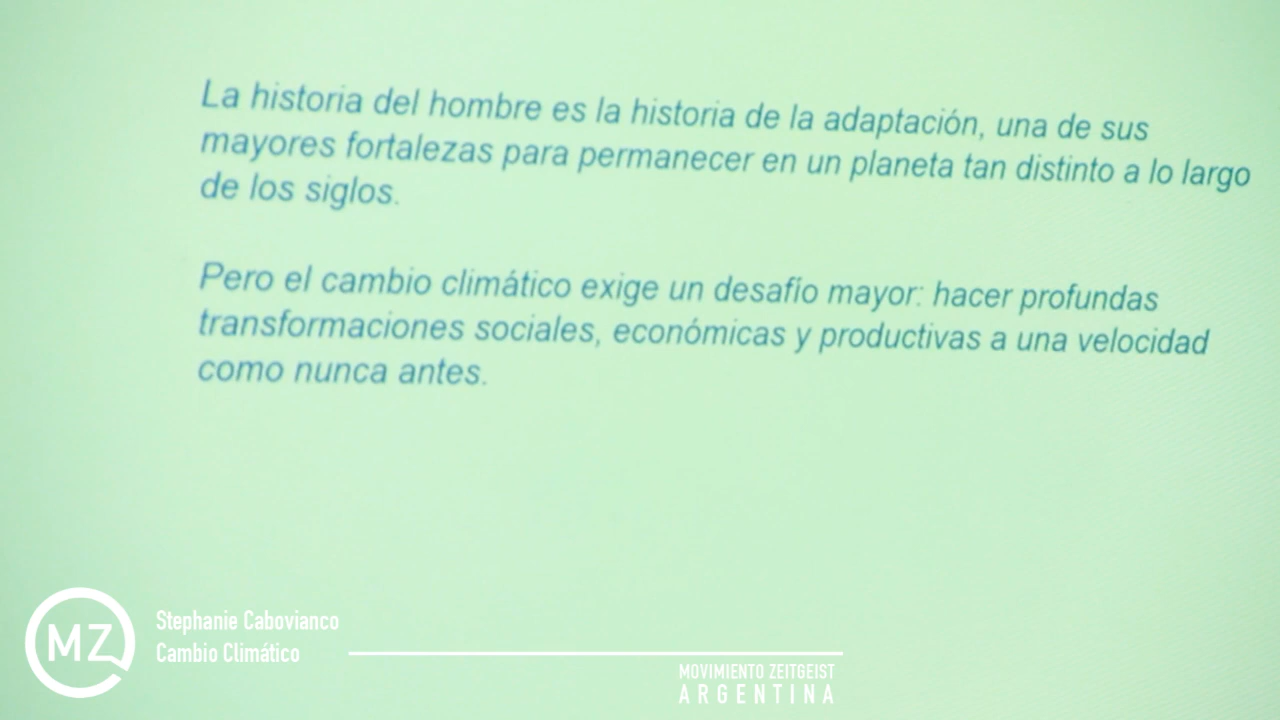 La historia del hombre es la historia de la adaptación, una de sus
mayores fortalezas para permanecer en un planeta tan distinto a lo largo
de los siglos.
Pero el cambio climático exige un desafío mayor: hacer profundas
transformaciones sociales, económicas y productivas a una velocidad
como nunca antes.
MZ
Stephanie Cabovianco
Cambio Climático
MOVIMIENTO ZEITGEIST
ARGENTINA